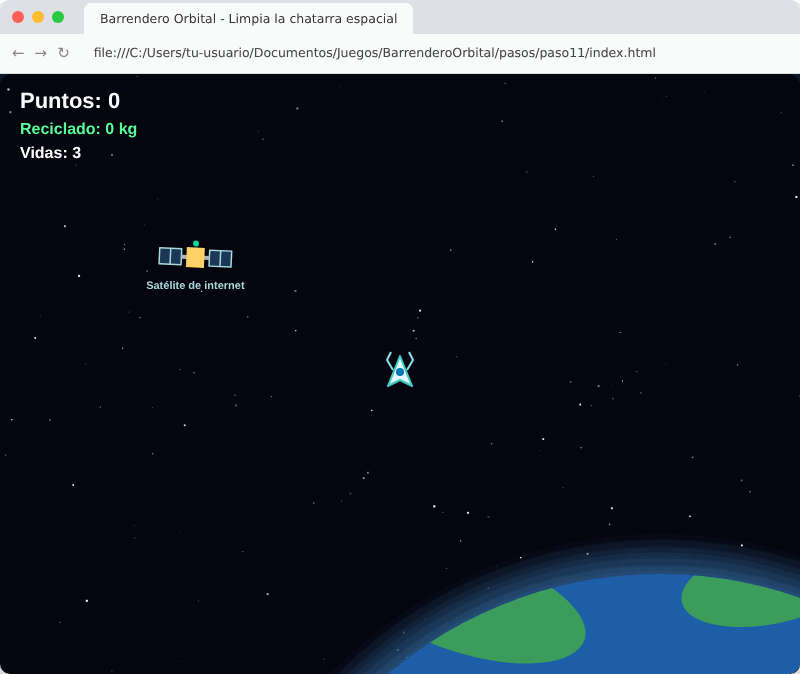 Barrendero Orbital - Limpia la chatarra espacial
file:///C:/Users/tu-usuario/Documentos/Juegos/BarrenderoOrbital/pasos/paso11/index.html
Puntos: 0
Reciclado: 0 kg
Vidas: 3
Satélite de internet